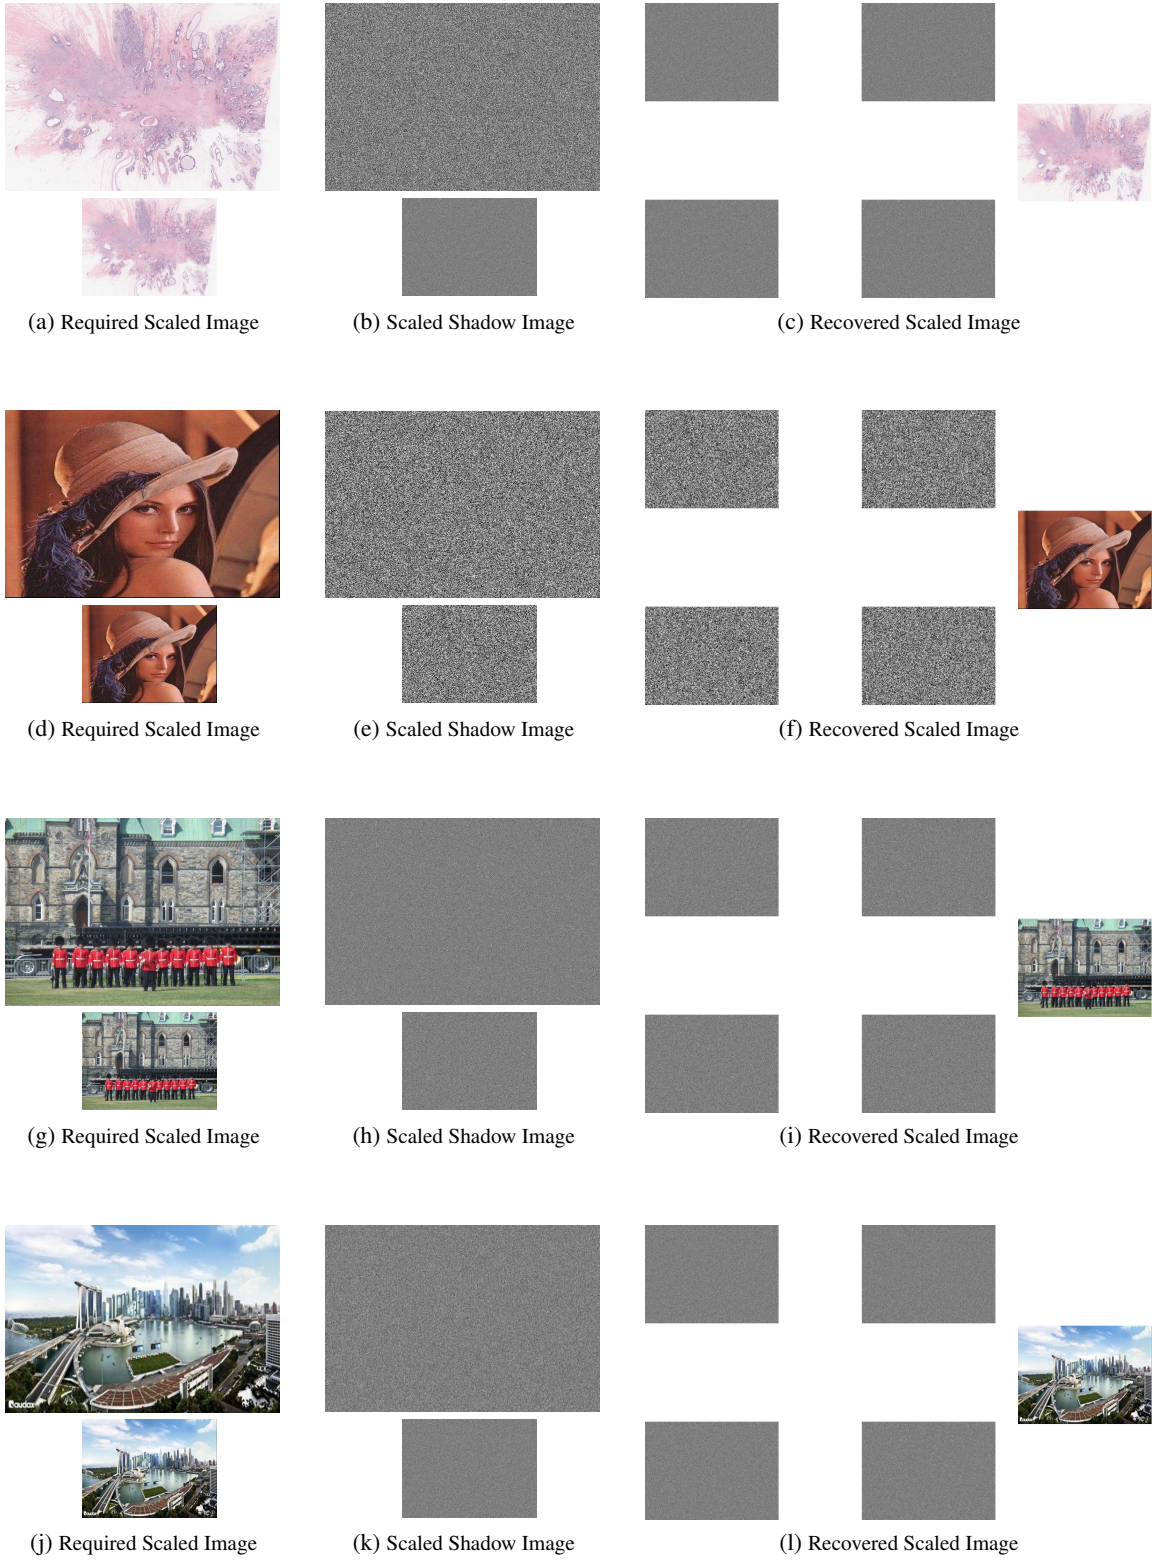 (a) Required Scaled Image
(b) Scaled Shadow Image
(c) Recovered Scaled Image
(d) Required Scaled Image
(e) Scaled Shadow Image
(f) Recovered Scaled Image
(g) Required Scaled Image
(h) Scaled Shadow Image
(i) Recovered Scaled Image
audax
(j) Required Scaled Image
(k) Scaled Shadow Image
(l) Recovered Scaled Image